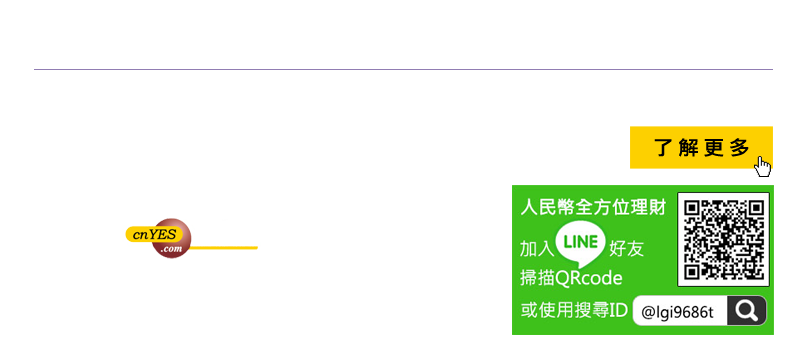 了解更多
cnYES
.com
人民幣全方位理財
加入 LINE 好友
掃描QRcode
或使用搜尋ID @lgi9686t